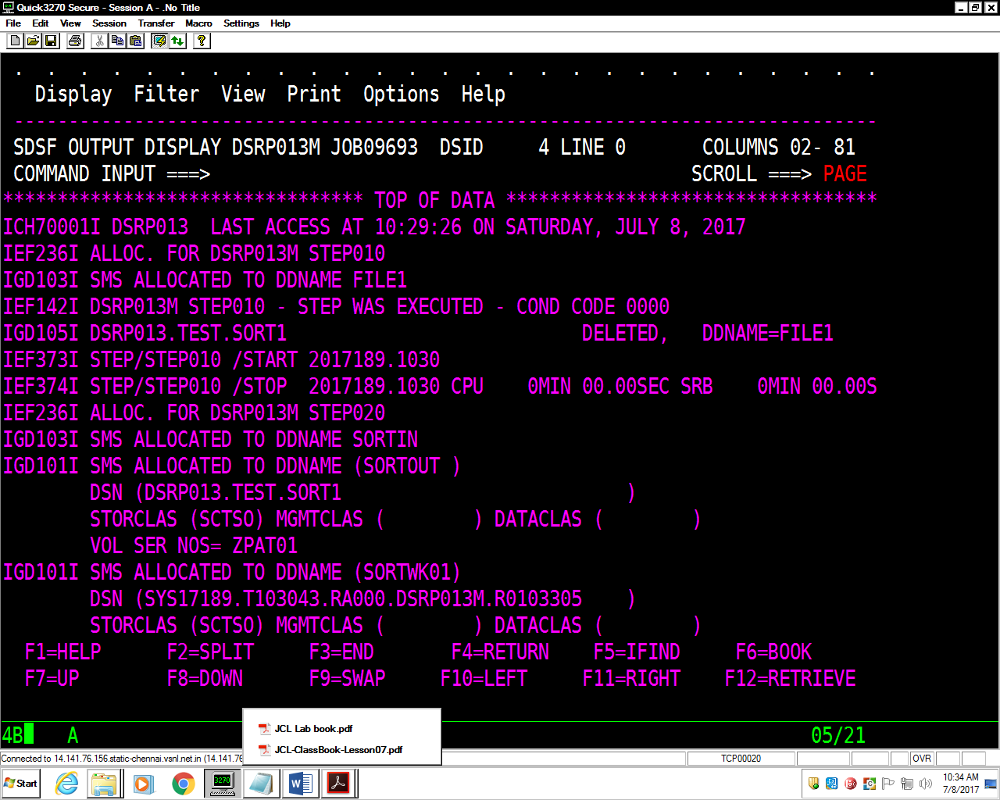 Quick3270 Secure - Session A - .No Title
File Edit View Session Transfer Macro Settings Help
. . . . . . . . . . . . . . . . . . . . . . . . . . .
Display Filter View Print Options Help
-------------------------------------------------------------------------------
SDSF OUTPUT DISPLAY DSRP013M JOB09693  DSID     4 LINE 0       COLUMNS 02- 81
COMMAND INPUT ===>                                            SCROLL ===> PAGE
********************************* TOP OF DATA **********************************
ICH70001I DSRP013  LAST ACCESS AT 10:29:26 ON SATURDAY, JULY 8, 2017
IEF236I ALLOC. FOR DSRP013M STEP010
IGD103I SMS ALLOCATED TO DDNAME FILE1
IEF142I DSRP013M STEP010 - STEP WAS EXECUTED - COND CODE 0000
IGD105I DSRP013.TEST.SORT1                           DELETED,   DDNAME=FILE1
IEF373I STEP/STEP010 /START 2017189.1030
IEF374I STEP/STEP010 /STOP  2017189.1030 CPU    0MIN 00.00SEC SRB    0MIN 00.00S
IEF236I ALLOC. FOR DSRP013M STEP020
IGD103I SMS ALLOCATED TO DDNAME SORTIN
IGD101I SMS ALLOCATED TO DDNAME (SORTOUT )
DSN (DSRP013.TEST.SORT1                          )
STORCLAS (SCTSO) MGMTCLAS (        ) DATACLAS (        )
VOL SER NOS= ZPAT01
IGD101I SMS ALLOCATED TO DDNAME (SORTWK01)
DSN (SYS17189.T103043.RA000.DSRP013M.R0103305    )
STORCLAS (SCTSO) MGMTCLAS (        ) DATACLAS (        )
F1=HELP      F2=SPLIT     F3=END       F4=RETURN    F5=IFIND     F6=BOOK
F7=UP        F8=DOWN      F9=SWAP     F10=LEFT     F11=RIGHT    F12=RETRIEVE
JCL Lab book.pdf
4B A 05/21
JCL-ClassBook-Lesson07.pdf
Connected to 14.141.76.156.static-chennai.vsnl.net.in (14.141.76 TCP00020 OVR
Start 3270 10:34 AM
7/8/2017